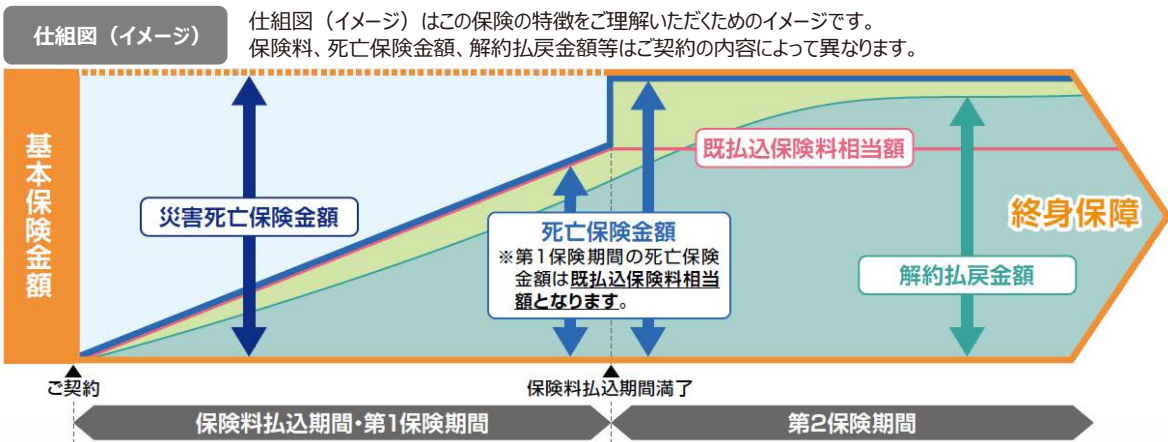 仕組図（イメージ）
仕組図（イメージ）はこの保険の特徴をご理解いただくためのイメージです。
保険料、死亡保険金額、解約払戻金額等はご契約の内容によって異なります。
基本保険金額
災害死亡保険金額
死亡保険金額
※第1保険期間の死亡保険
金額は既払込保険料相当
額となります。
既払込保険料相当額
解約払戻金額
終身保障
ご契約
保険料払込期間満了
保険料払込期間・第1保険期間
第2保険期間